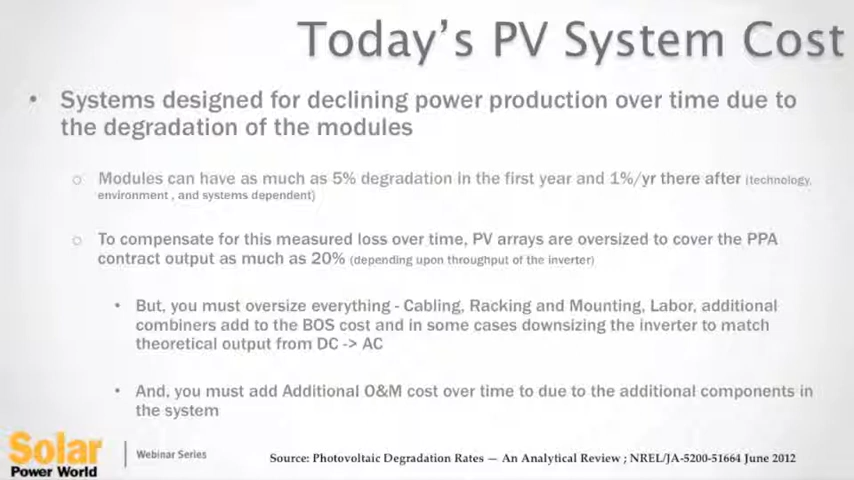 Today's PV System Cost
• Systems designed for declining power production over time due to
the degradation of the modules
○ Modules can have as much as 5% degradation in the first year and 1%/yr there after (technology,
environment , and systems dependent)
○ To compensate for this measured loss over time, PV arrays are oversized to cover the PPA
contract output as much as 20% (depending upon throughput of the inverter)
• But, you must oversize everything - Cabling, Racking and Mounting, Labor, additional
combiners add to the BOS cost and in some cases downsizing the inverter to match
theoretical output from DC -> AC
• And, you must add Additional O&M cost over time to due to the additional components in
the system
Solar
Power World
Webinar Series
Source: Photovoltaic Degradation Rates — An Analytical Review ; NREL/JA-5200-51664 June 2012